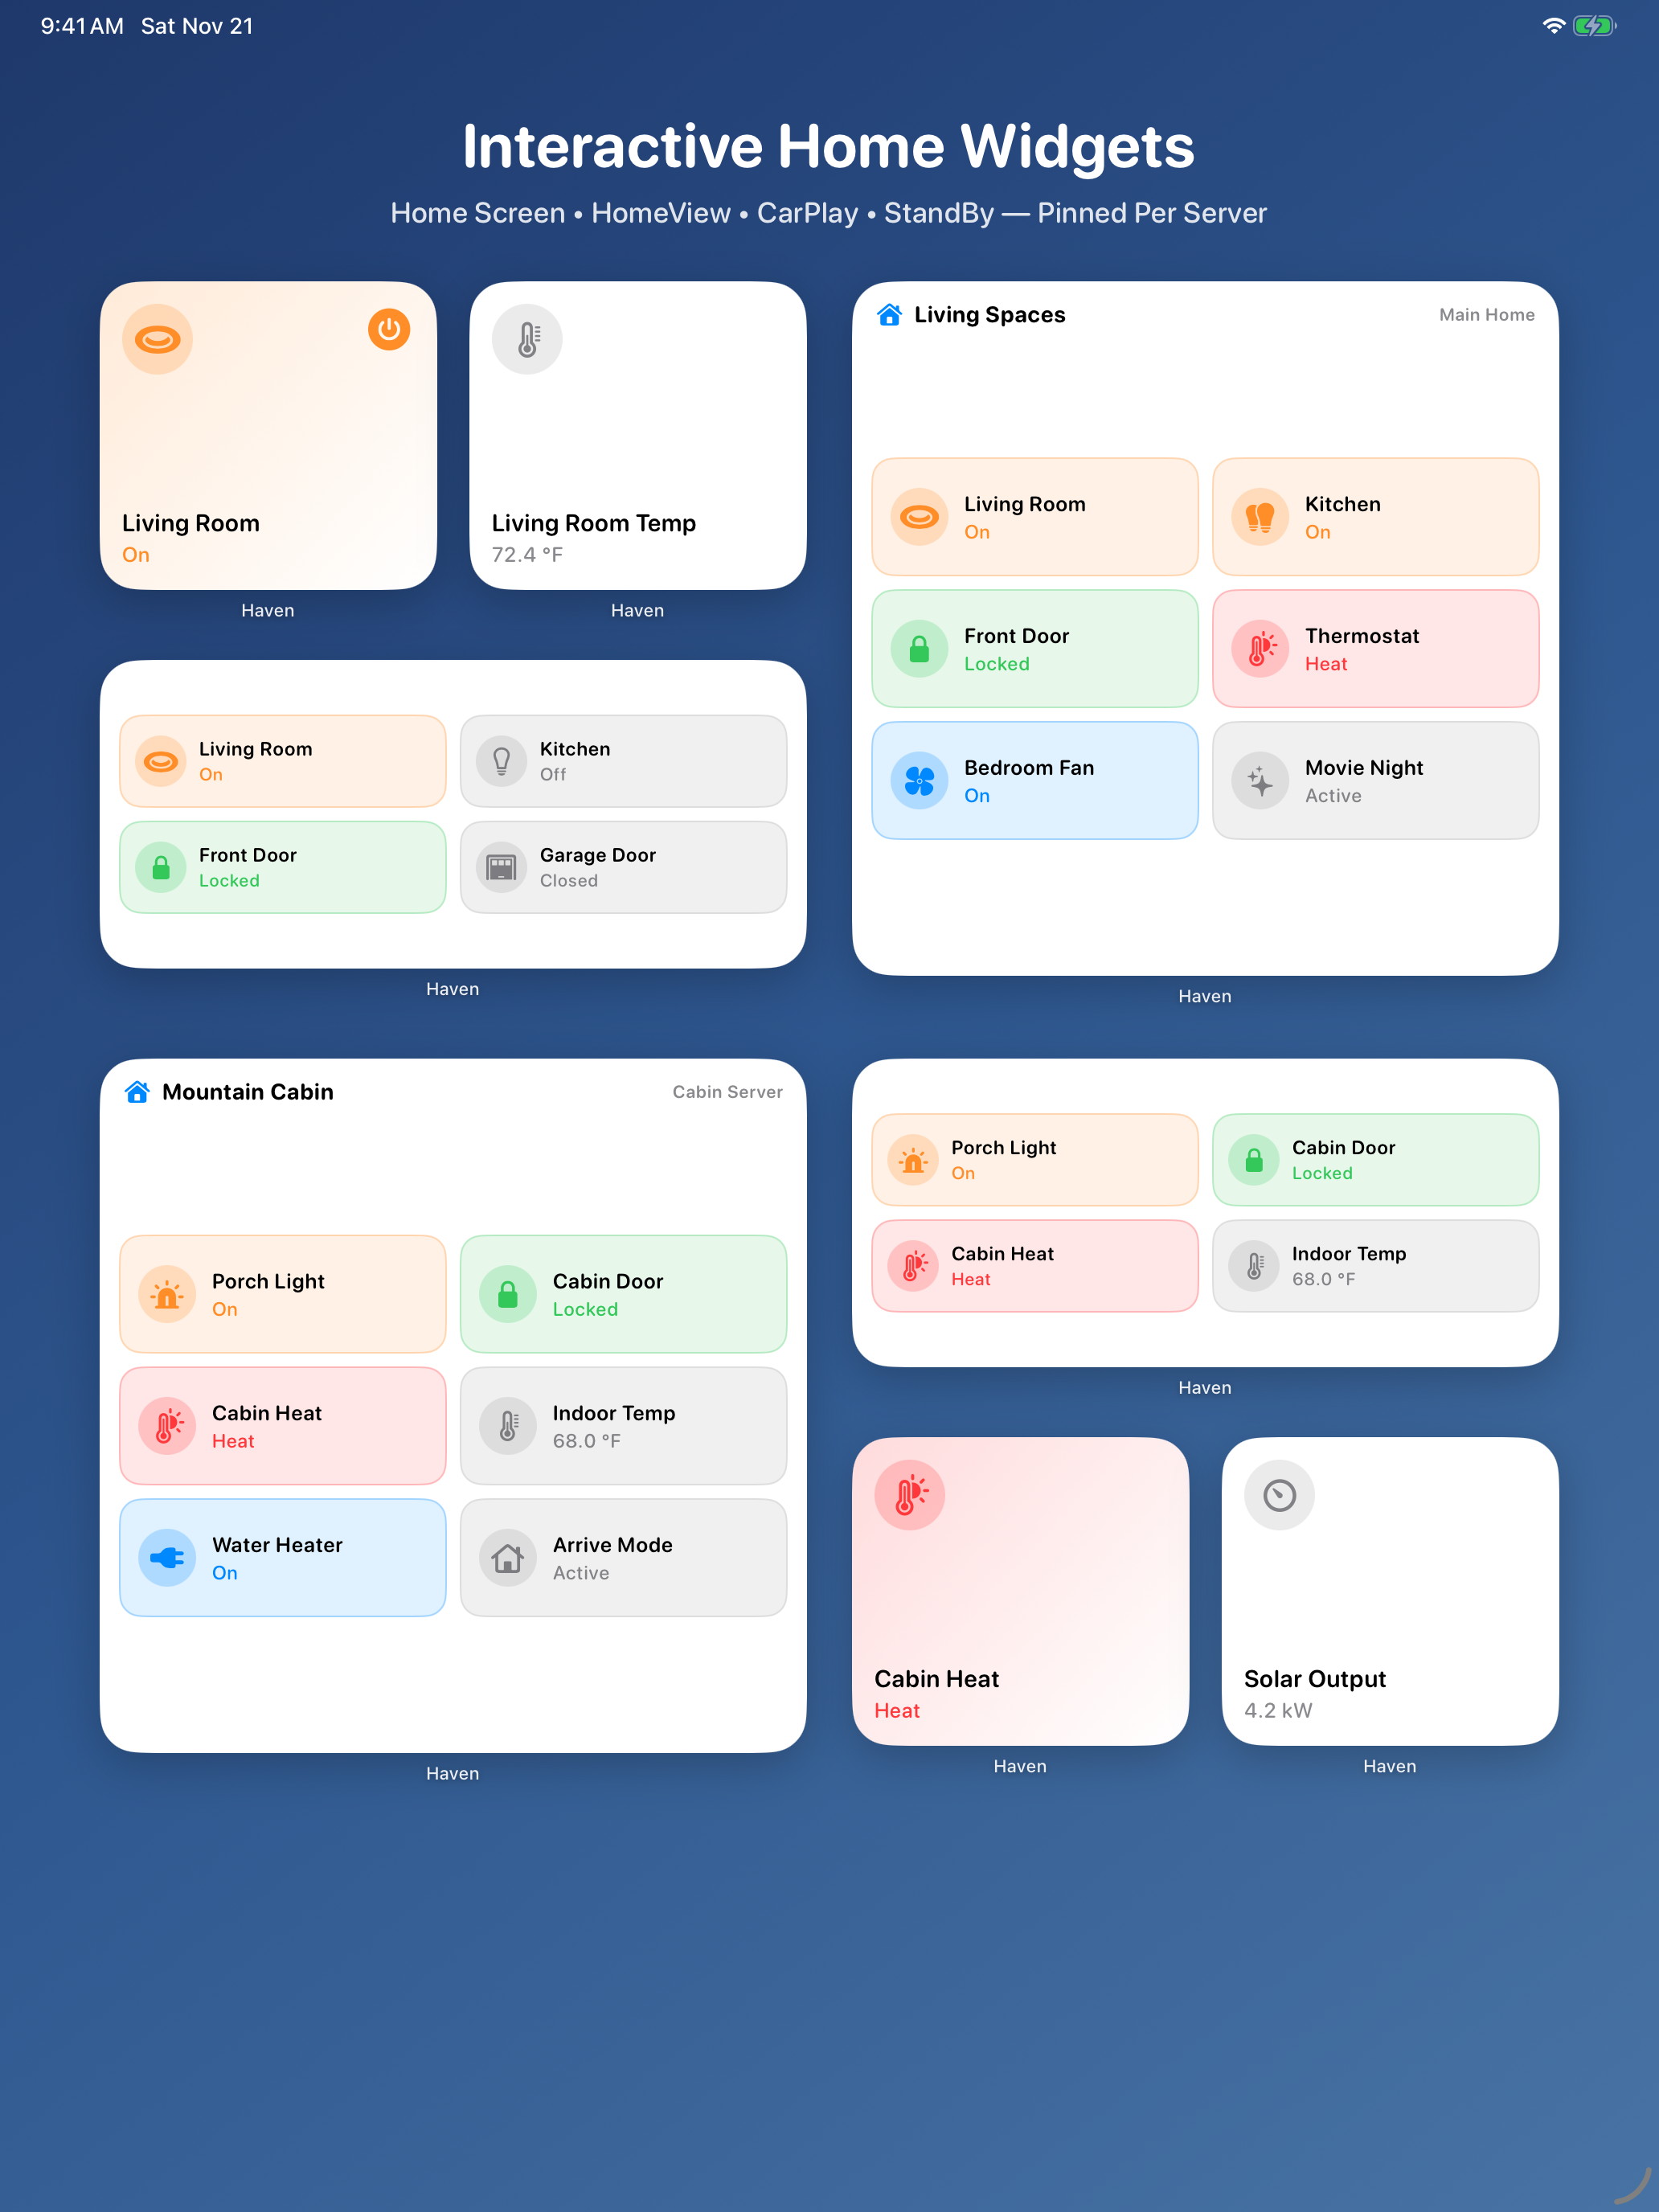 9:41 AM Sat Nov 21
Interactive Home Widgets
Home Screen • HomeView • CarPlay • StandBy — Pinned Per Server
Living Room
On
Haven
Living Room Temp
72.4 °F
Haven
Living Room
On
Kitchen
Off
Front Door
Locked
Garage Door
Closed
Haven
Living Spaces
Main Home
Living Room
On
Kitchen
On
Front Door
Locked
Thermostat
Heat
Bedroom Fan
On
Movie Night
Active
Haven
Mountain Cabin
Cabin Server
Porch Light
On
Cabin Door
Locked
Cabin Heat
Heat
Indoor Temp
68.0 °F
Water Heater
On
Arrive Mode
Active
Haven
Porch Light
On
Cabin Door
Locked
Cabin Heat
Heat
Indoor Temp
68.0 °F
Haven
Cabin Heat
Heat
Haven
Solar Output
4.2 kW
Haven